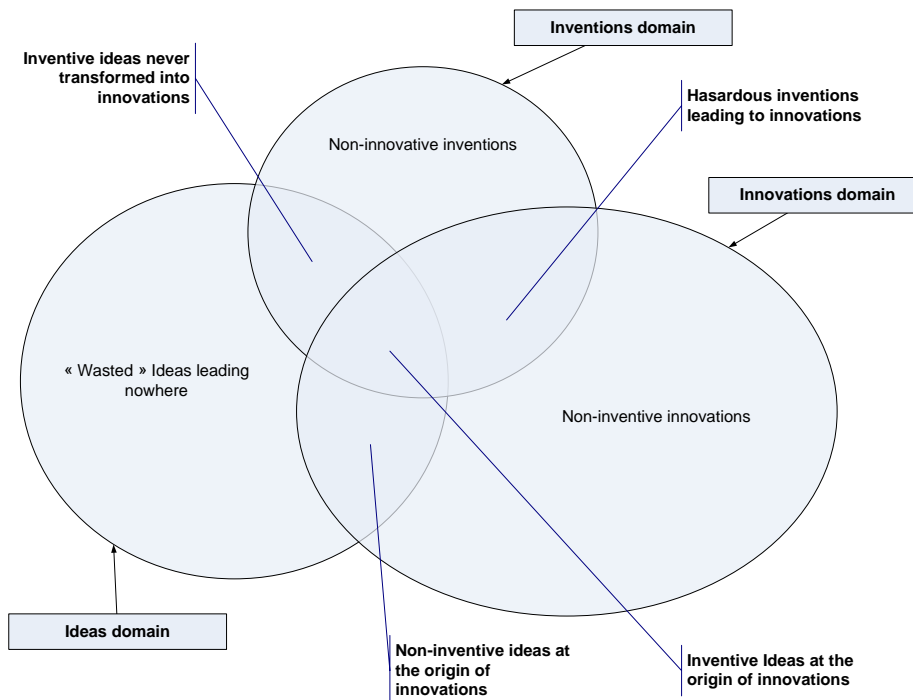 Inventions domain
Inventive ideas never
transformed into
innovations
Hasardous inventions
leading to innovations
Non-innovative inventions
Innovations domain
« Wasted » Ideas leading
nowhere
Non-inventive innovations
Ideas domain
Non-inventive ideas at
the origin of
innovations
Inventive Ideas at the
origin of innovations